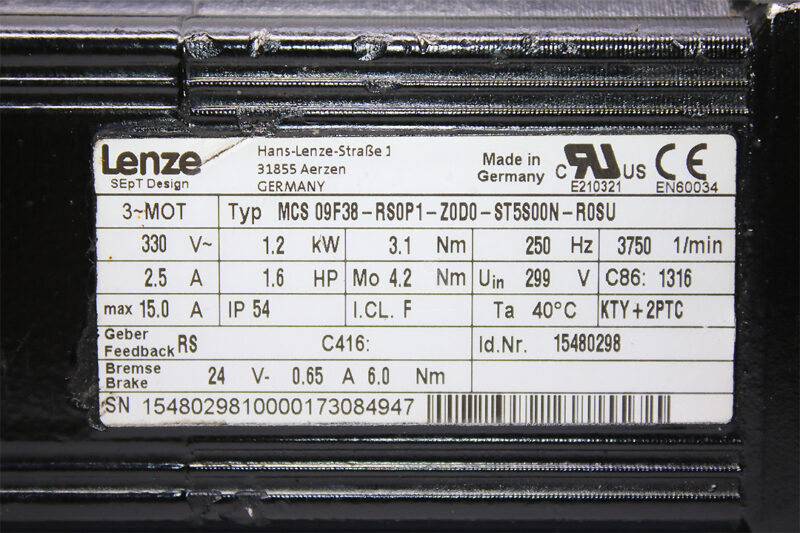 Lenze
SEpT Design
Hans-Lenze-Straße 1
31855 Aerzen
GERMANY
Made in
Germany
C UR US
E210321
CE
EN60034
3~MOT Typ MCS 09F38-RS0P1-Z0D0-ST5S00N-R0SU
330 V~ 1.2 kW 3.1 Nm 250 Hz 3750 1/min
2.5 A 1.6 HP Mo 4.2 Nm Uin 299 V C86: 1316
max 15.0 A IP 54 I.CL. F Ta 40°C KTY+2PTC
Geber
Feedback RS C416: Id.Nr. 15480298
Bremse
Brake 24 V- 0.65 A 6.0 Nm
SN 1548029810000173084947